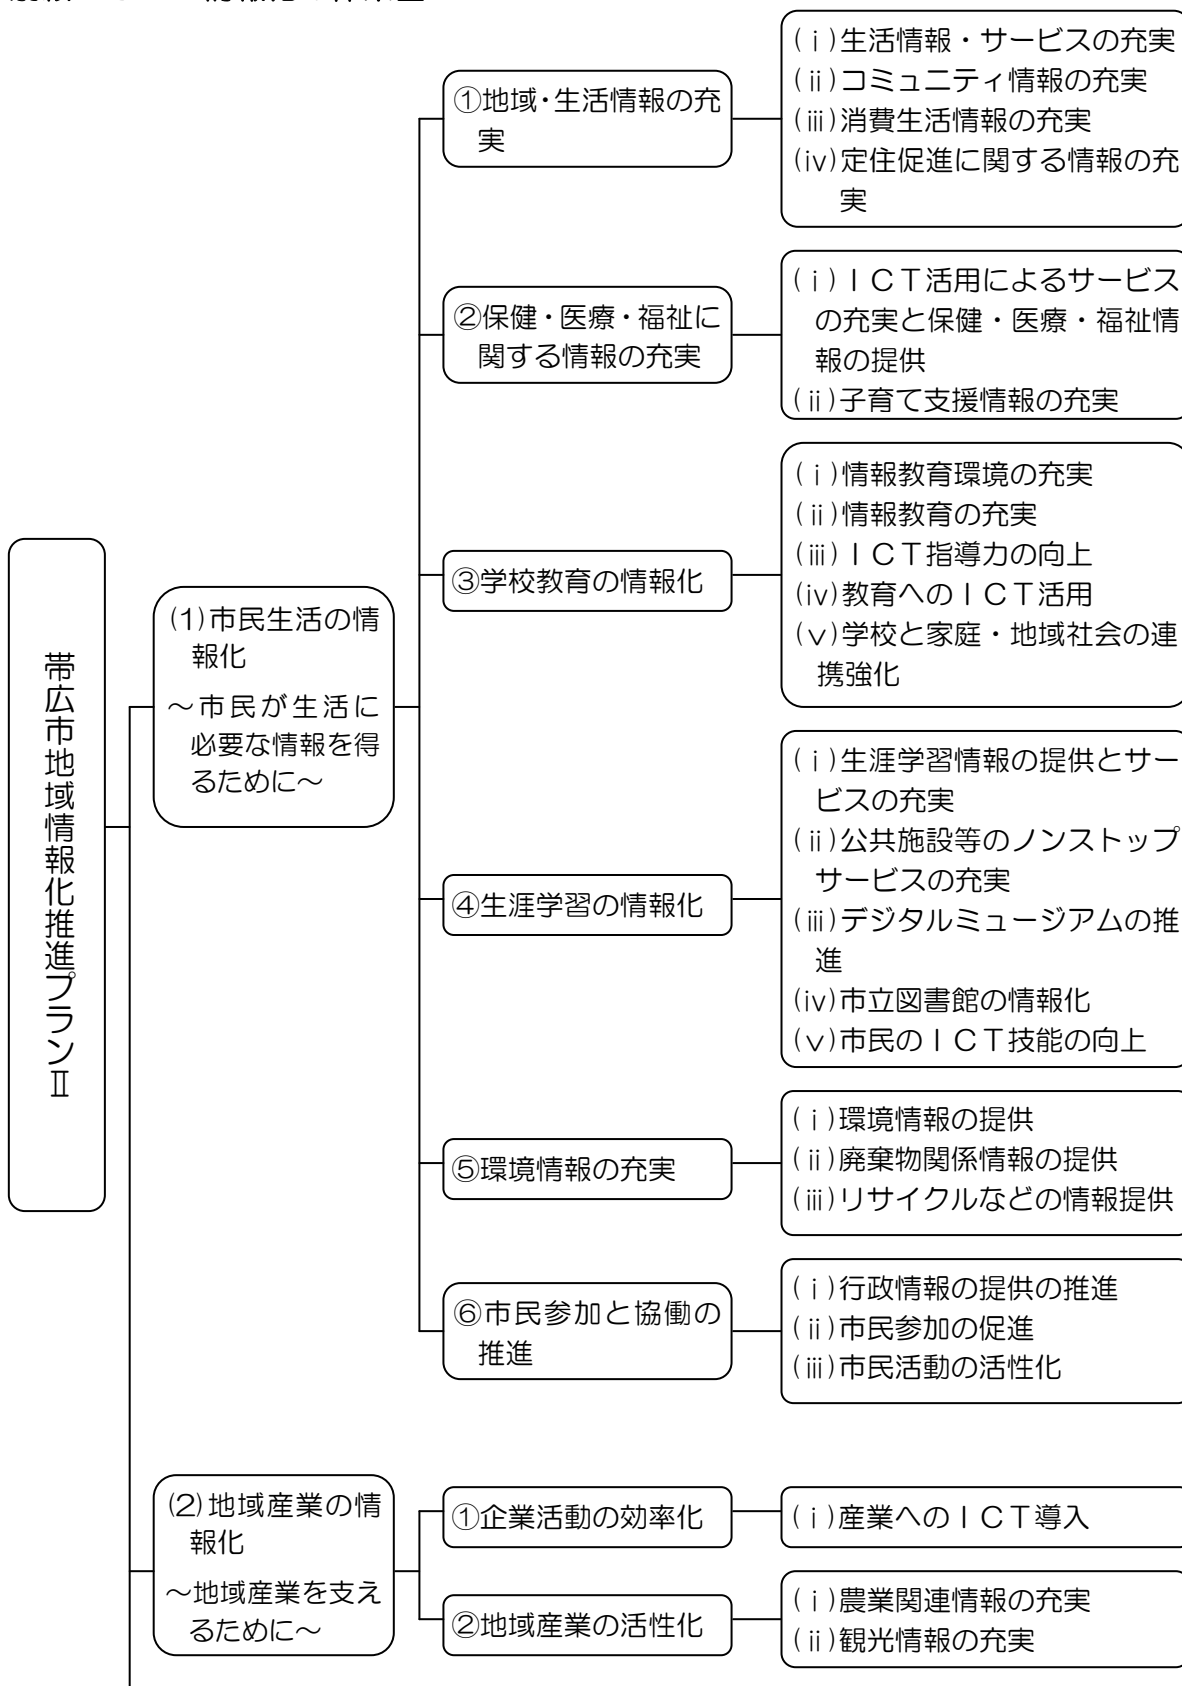 帯広市地域情報化推進プランⅡ
(1)市民生活の情
報化
～市民が生活に
必要な情報を得
るために～
①地域・生活情報の充
実
(ⅰ)生活情報・サービスの充実
(ⅱ)コミュニティ情報の充実
(ⅲ)消費生活情報の充実
(ⅳ)定住促進に関する情報の充
実
②保健・医療・福祉に
関する情報の充実
(ⅰ)ＩＣＴ活用によるサービス
の充実と保健・医療・福祉情
報の提供
(ⅱ)子育て支援情報の充実
③学校教育の情報化
(ⅰ)情報教育環境の充実
(ⅱ)情報教育の充実
(ⅲ)ＩＣＴ指導力の向上
(ⅳ)教育へのＩＣＴ活用
(ⅴ)学校と家庭・地域社会の連
携強化
④生涯学習の情報化
(ⅰ)生涯学習情報の提供とサー
ビスの充実
(ⅱ)公共施設等のノンストップ
サービスの充実
(ⅲ)デジタルミュージアムの推
進
(ⅳ)市立図書館の情報化
(ⅴ)市民のＩＣＴ技能の向上
⑤環境情報の充実
(ⅰ)環境情報の提供
(ⅱ)廃棄物関係情報の提供
(ⅲ)リサイクルなどの情報提供
⑥市民参加と協働の
推進
(ⅰ)行政情報の提供の推進
(ⅱ)市民参加の促進
(ⅲ)市民活動の活性化
(2)地域産業の情
報化
～地域産業を支え
るために～
①企業活動の効率化
(ⅰ)産業へのＩＣＴ導入
②地域産業の活性化
(ⅰ)農業関連情報の充実
(ⅱ)観光情報の充実